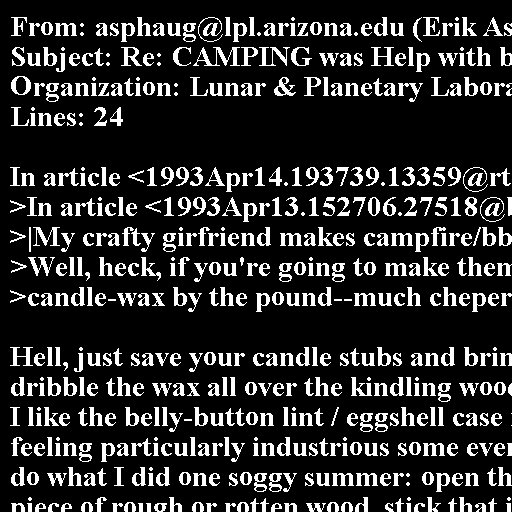 From: asphaug@lpl.arizona.edu (Erik As
Subject: Re: CAMPING was Help with b
Organization: Lunar & Planetary Labora
Lines: 24

In article <1993Apr14.193739.13359@rt
>In article <1993Apr13.152706.27518@
>|My crafty girfriend makes campfire/bb
>Well, heck, if you're going to make them
>candle-wax by the pound--much cheper

Hell, just save your candle stubs and brin
dribble the wax all over the kindling woo
I like the belly-button lint / eggshell case
feeling particularly industrious some eve
do what I did one soggy summer: open th
piece of rough or rotten wood, stick that i